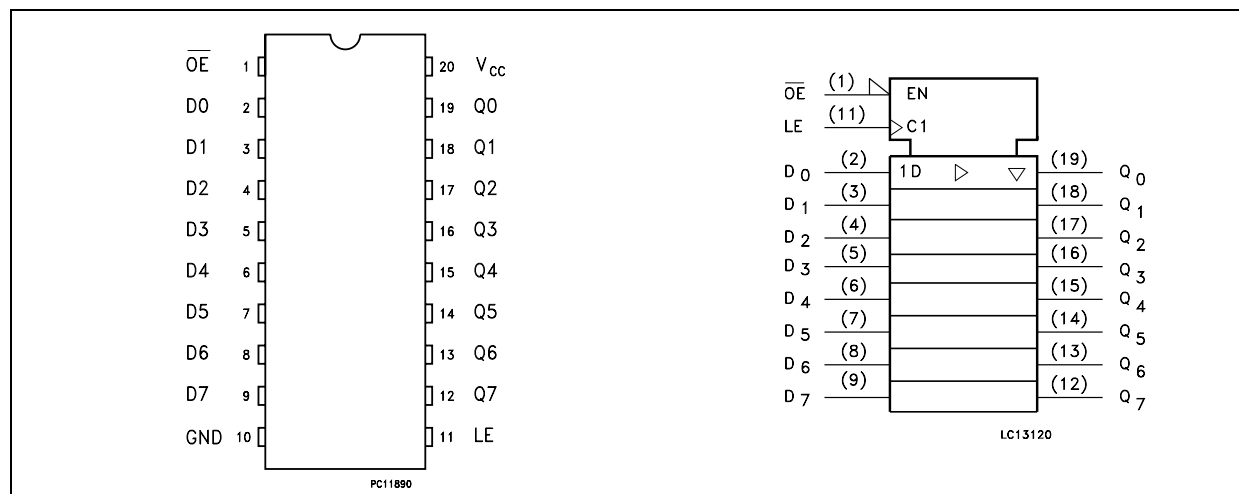 OE 1 20 VCC
D0 2 19 Q0
D1 3 18 Q1
D2 4 17 Q2
D3 5 16 Q3
D4 6 15 Q4
D5 7 14 Q5
D6 8 13 Q6
D7 9 12 Q7
GND 10 11 LE
PC11890
OE (1) EN
LE (11) C1
D0 (2) 1D (19) Q0
D1 (3) (18) Q1
D2 (4) (17) Q2
D3 (5) (16) Q3
D4 (6) (15) Q4
D5 (7) (14) Q5
D6 (8) (13) Q6
D7 (9) (12) Q7
LC13120